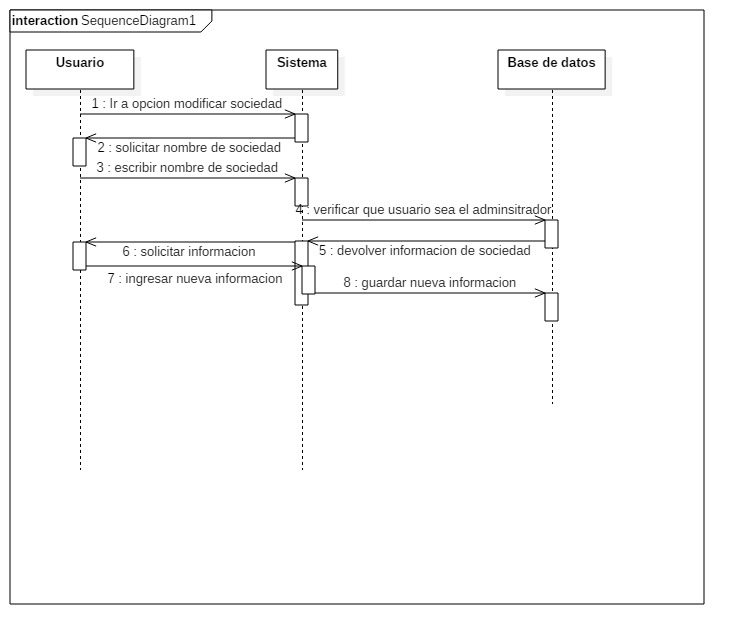 interaction SequenceDiagram1
Usuario
Sistema
Base de datos
1 : Ir a opcion modificar sociedad
2 : solicitar nombre de sociedad
3 : escribir nombre de sociedad
4 : verificar que usuario sea el adminsitrador
5 : devolver informacion de sociedad
6 : solicitar informacion
7 : ingresar nueva informacion
8 : guardar nueva informacion